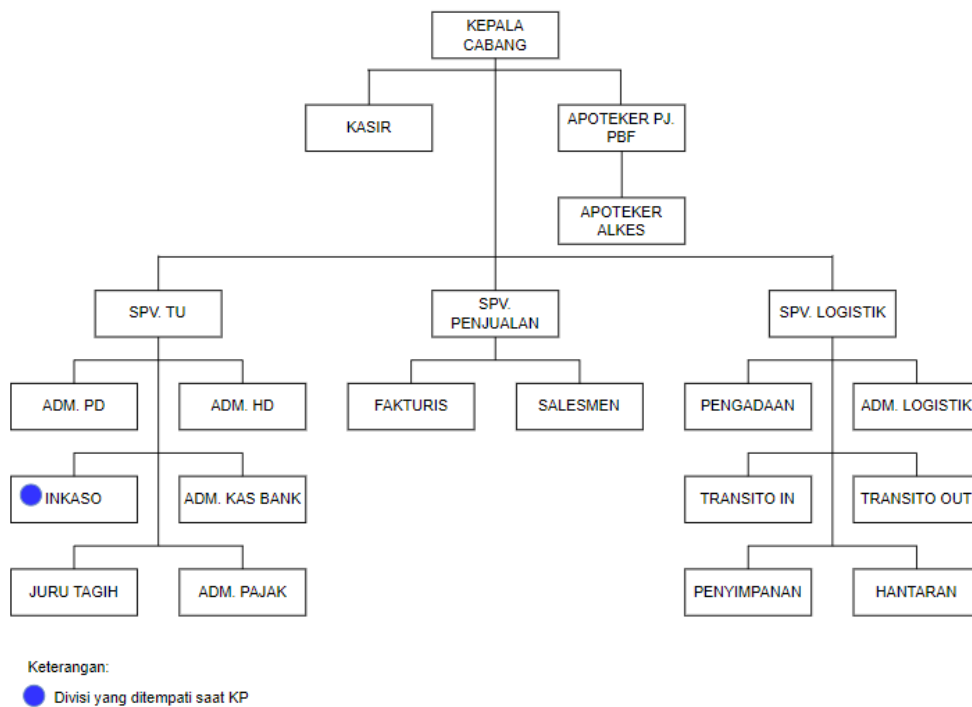 KEPALA
CABANG
KASIR
APOTEKER PJ.
PBF
APOTEKER
ALKES
SPV. TU
SPV.
PENJUALAN
SPV. LOGISTIK
ADM. PD
ADM. HD
FAKTURIS
SALESMEN
PENGADAAN
ADM. LOGISTIK
INKASO
ADM. KAS BANK
TRANSITO IN
TRANSITO OUT
JURU TAGIH
ADM. PAJAK
PENYIMPANAN
HANTARAN
Keterangan:
Divisi yang ditempati saat KP